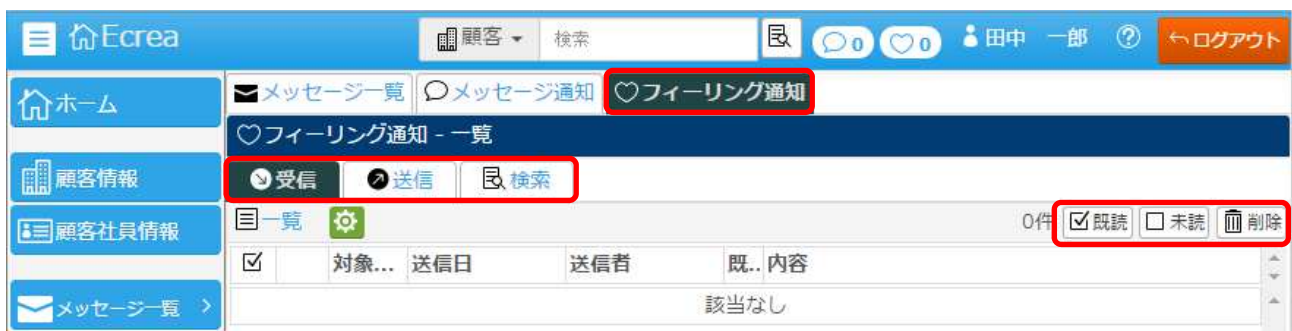 Ecrea 顧客 検索 0 0 田中 一郎 ログアウト
ホーム
メッセージ一覧 メッセージ通知 フィーリング通知
フィーリング通知 - 一覧
顧客情報
受信 送信 検索
顧客社員情報
一覧 0件 既読 未読 削除
対象... 送信日 送信者 既.. 内容
メッセージ一覧
該当なし